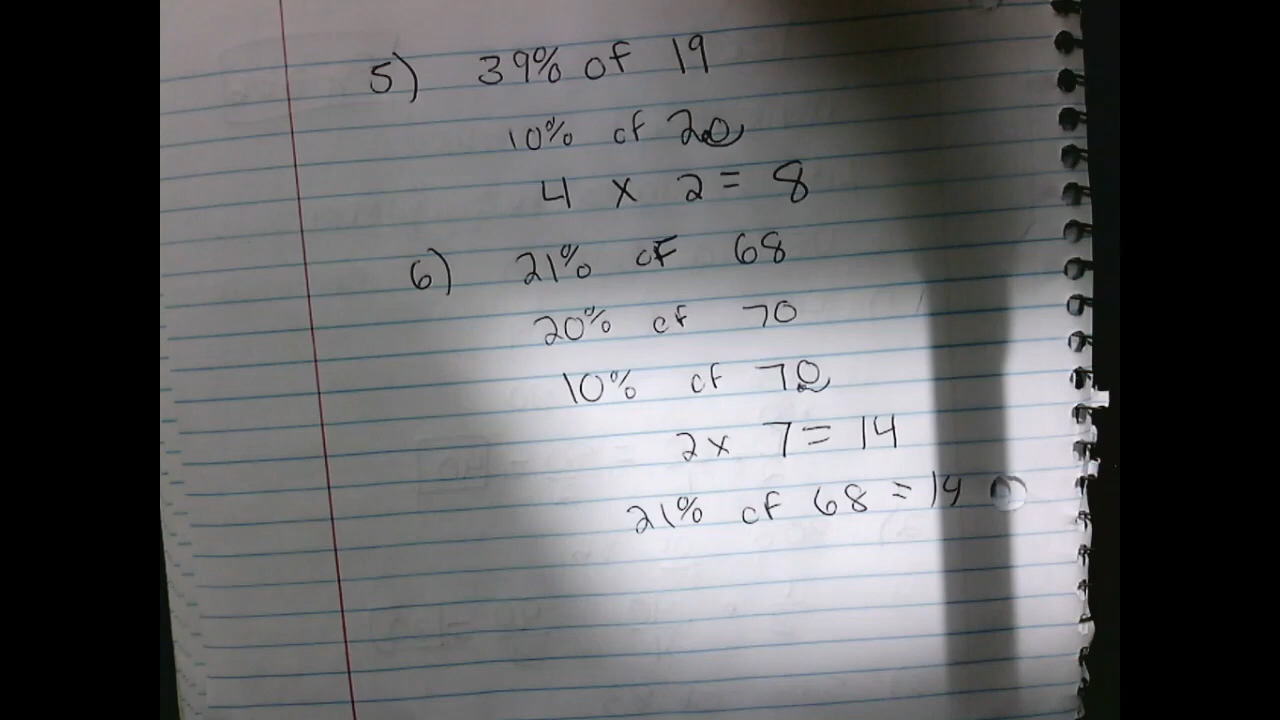 5) 39% of 19
10% of 20
4 x 2 = 8
6) 21% of 68
20% of 70
10% of 70
2 x 7 = 14
21% of 68 = 14